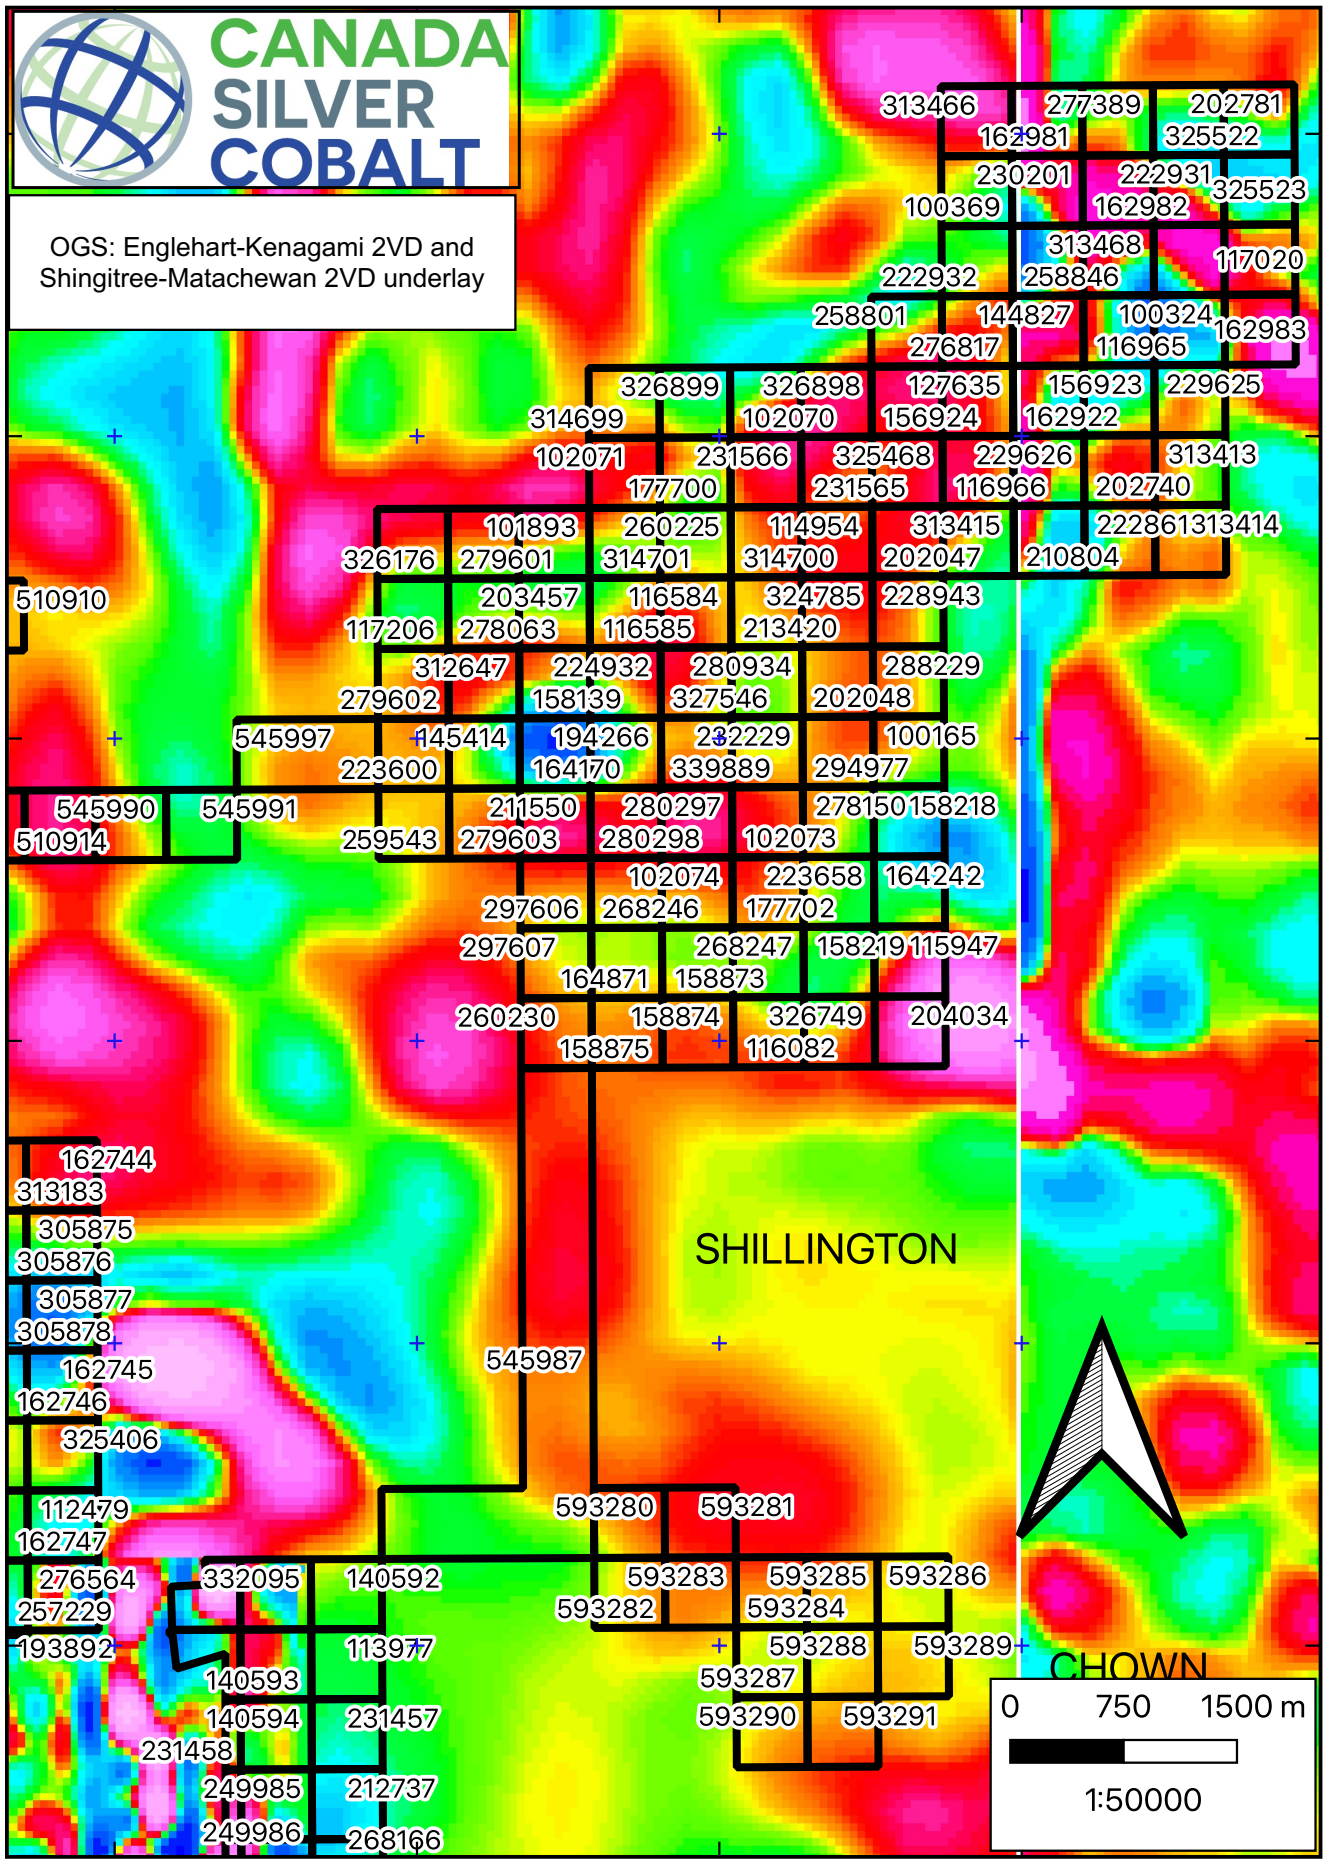 CANADA
SILVER
COBALT
OGS: Englehart-Kenagami 2VD and
Shingitree-Matachewan 2VD underlay
313466 277389 202781
162981 325522
230201 222931 325523
100369 162982
313468 117020
222932 258846
258801 144827 100324 162983
276817 116965
326899 326898 127635 156923 229625
314699 102070 156924 162922
102071 231566 325468 229626 313413
177700 231565 116966 202740
101893 260225 114954 313415 222861 313414
326176 279601 314701 314700 202047 210804
510910 203457 116584 324785 228943
117206 278063 116585 213420
312647 224932 280934 288229
279602 158139 327546 202048
545997 145414 194266 232229 100165
223600 164170 339889 294977
545990 545991 211550 280297 278150 158218
510914 259543 279603 280298 102073
102074 223658 164242
297606 268246 177702
297607 268247 158219 115947
164871 158873
260230 158874 326749 204034
158875 116082
162744
313183
305875
305876
SHILLINGTON
305877
305878
545987
162745
162746
325406
112479 593280 593281
162747
276564 332095 140592 593283 593285 593286
257229 593282 593284
193892 113977 593288 593289
140593 593287
CHOWN
140594 231457 593290 593291
231458
249985 212737
249986 268166
0 750 1500 m
1:50000